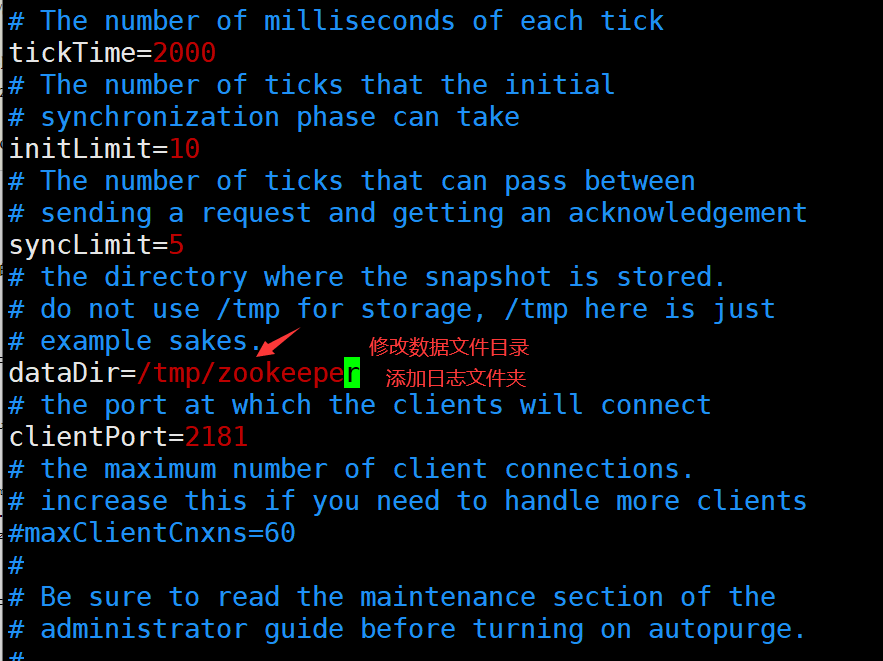 # The number of milliseconds of each tick
tickTime=2000
# The number of ticks that the initial
# synchronization phase can take
initLimit=10
# The number of ticks that can pass between
# sending a request and getting an acknowledgement
syncLimit=5
# the directory where the snapshot is stored.
# do not use /tmp for storage, /tmp here is just
# example sakes.
修改数据文件目录
dataDir=/tmp/zookeeper
添加日志文件夹
# the port at which the clients will connect
clientPort=2181
# the maximum number of client connections.
# increase this if you need to handle more clients
#maxClientCnxns=60
#
# Be sure to read the maintenance section of the
# administrator guide before turning on autopurge.
#